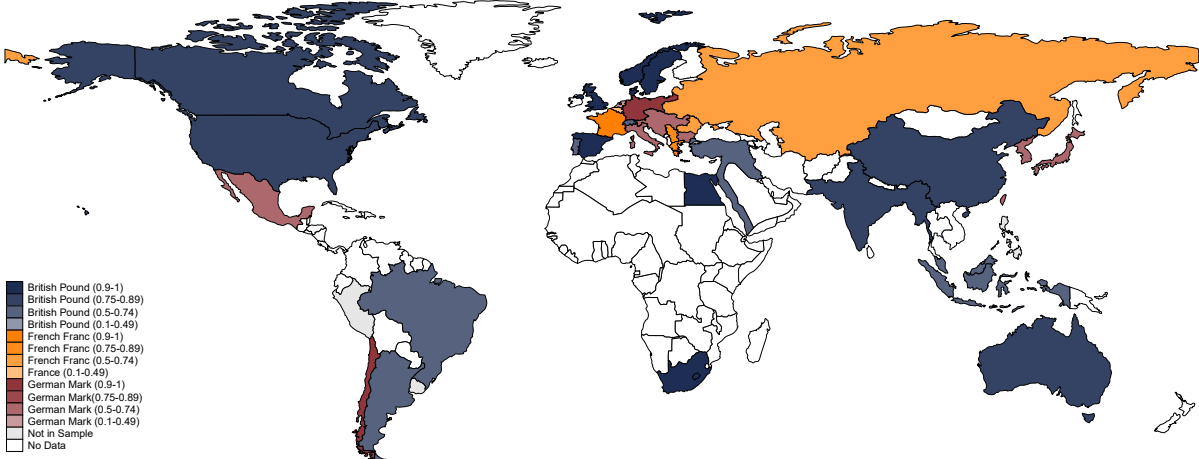 British Pound (0.9-1)
British Pound (0.75-0.89)
British Pound (0.5-0.74)
British Pound (0.1-0.49)
French Franc (0.9-1)
French Franc (0.75-0.89)
French Franc (0.5-0.74)
France (0.1-0.49)
German Mark (0.9-1)
German Mark(0.75-0.89)
German Mark (0.5-0.74)
German Mark (0.1-0.49)
Not in Sample
No Data